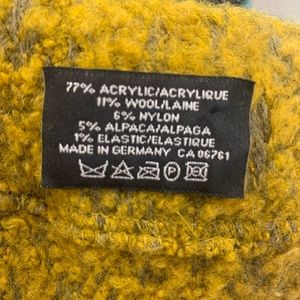 77% ACRYLIC/ACRYLIQUE
11% WOOL/LAINE
6% NYLON
5% ALPACA/ALPAGA
1% ELASTIC/ELASTIQUE
MADE IN GERMANY CA 06761